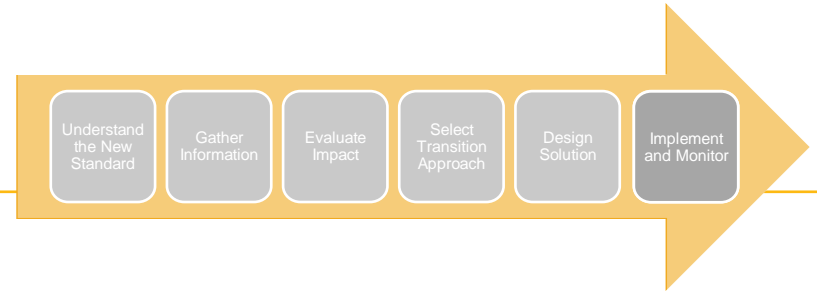 Understand
the New
Standard
Gather
Information
Evaluate
Impact
Select
Transition
Approach
Design
Solution
Implement
and Monitor